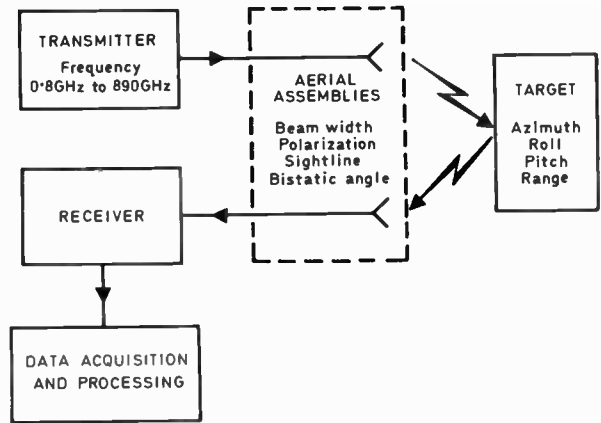 TRANSMITTER
Frequency
0·8GHz to 890GHz
AERIAL
ASSEMBLIES
Beam width
Polarization
Sightline
Bistatic angle
TARGET
Azimuth
Roll
Pitch
Range
RECEIVER
DATA ACQUISITION
AND PROCESSING